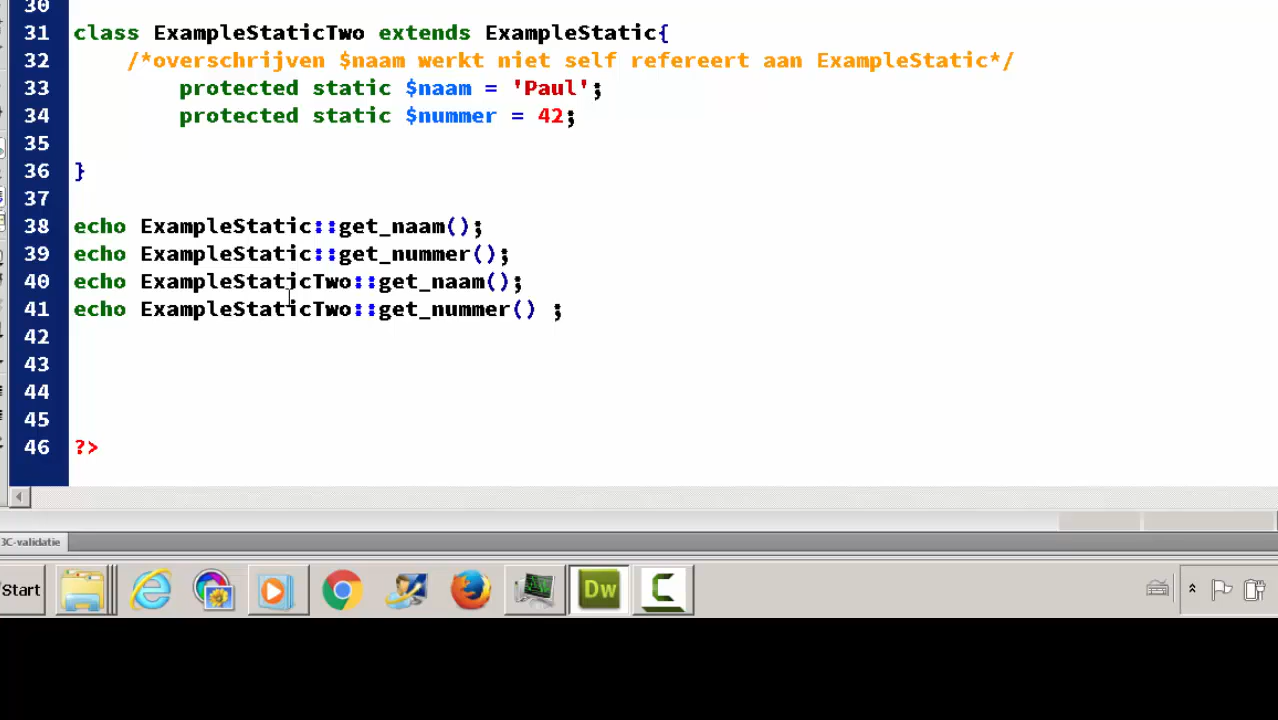 30
31 class ExampleStaticTwo extends ExampleStatic{
32 /*overschrijven $naam werkt niet self refereert aan ExampleStatic*/
33 protected static $naam = 'Paul';
34 protected static $nummer = 42;
35
36 }
37
38 echo ExampleStatic::get_naam();
39 echo ExampleStatic::get_nummer();
40 echo ExampleStaticTwo::get_naam();
41 echo ExampleStaticTwo::get_nummer() ;
42
43
44
45
46 ?>
3C-validatie
Start
Dw